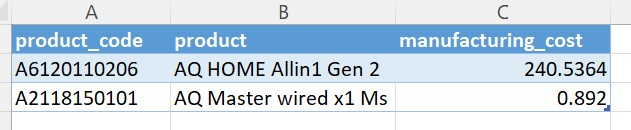 A B C
product_code product manufacturing_cost
A6120110206 AQ HOME Allin1 Gen 2 240.5364
A2118150101 AQ Master wired x1 Ms 0.892